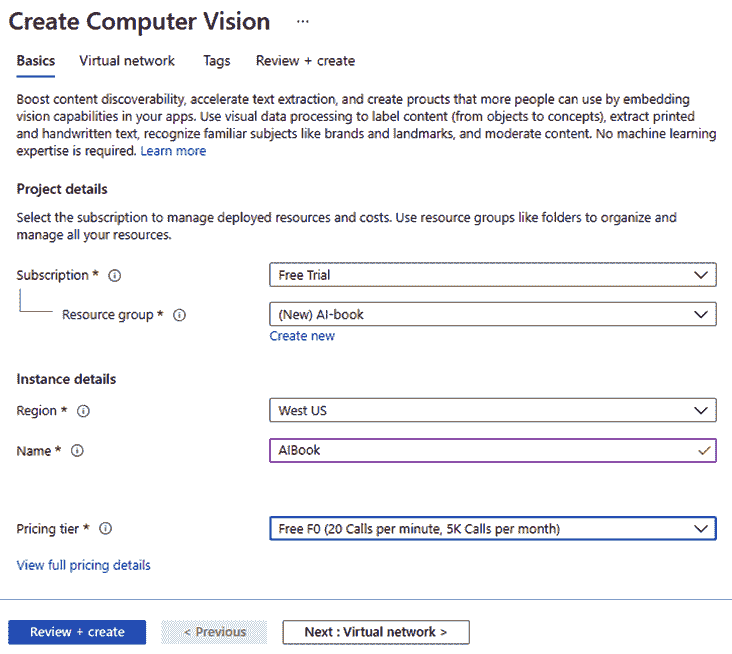 Create Computer Vision ...
Basics Virtual network Tags Review + create
Boost content discoverability, accelerate text extraction, and create proucts that more people can use by embedding
vision capabilities in your apps. Use visual data processing to label content (from objects to concepts), extract printed
and handwritten text, recognize familiar subjects like brands and landmarks, and moderate content. No machine learning
expertise is required. Learn more
Project details
Select the subscription to manage deployed resources and costs. Use resource groups like folders to organize and
manage all your resources.
Subscription * Free Trial
Resource group * (New) AI-book
Create new
Instance details
Region * West US
Name * AIBook
Pricing tier * Free F0 (20 Calls per minute, 5K Calls per month)
View full pricing details
Review + create < Previous Next : Virtual network >